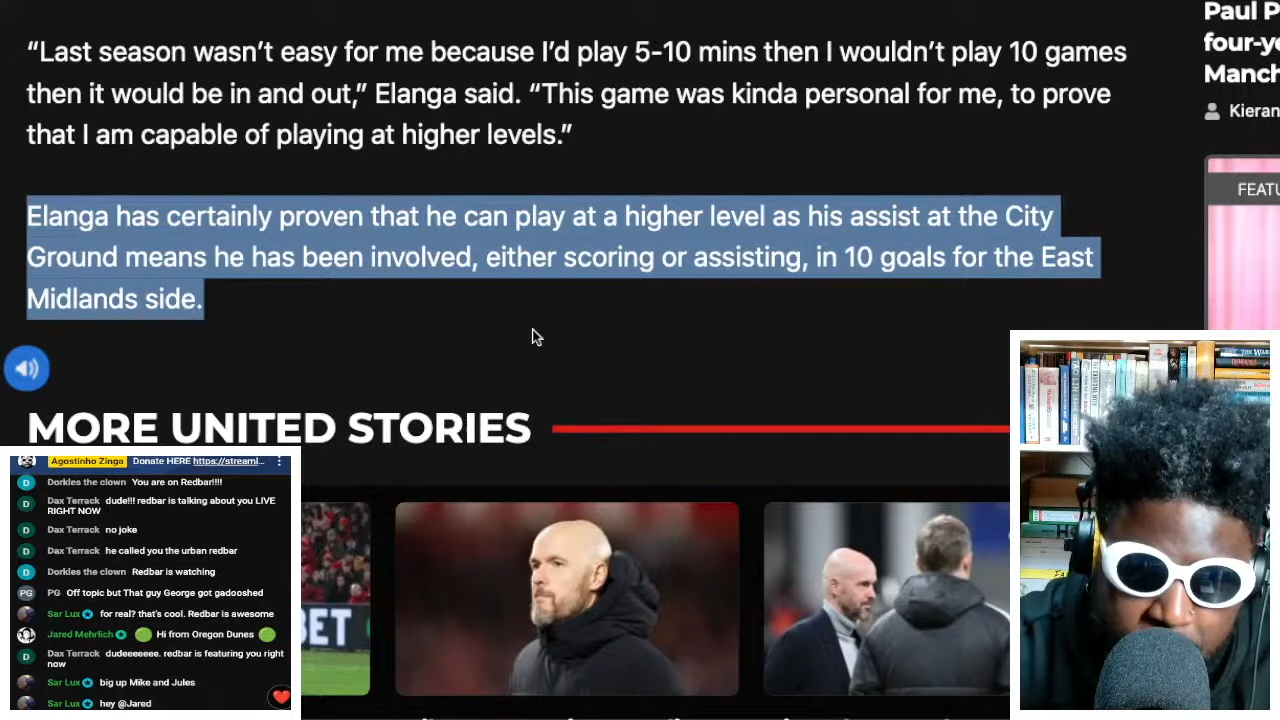 “Last season wasn’t easy for me because I’d play 5-10 mins then I wouldn’t play 10 games
then it would be in and out,” Elanga said. “This game was kinda personal for me, to prove
that I am capable of playing at higher levels.”
Elanga has certainly proven that he can play at a higher level as his assist at the City
Ground means he has been involved, either scoring or assisting, in 10 goals for the East
Midlands side.
MORE UNITED STORIES
Paul P
four-ye
Manch
Kieran
FEATU
Agostinho Zinga Donate HERE https://streaml...
D Dorkles the clown You are on Redbar!!!!
D Dax Terrack dude!!! redbar is talking about you LIVE
RIGHT NOW
D Dax Terrack no joke
D Dax Terrack he called you the urban redbar
D Dorkles the clown Redbar is watching
PG PG Off topic but That guy George got gadooshed
Sar Lux for real? that's cool. Redbar is awesome
Jared Mehrlich Hi from Oregon Dunes
D Dax Terrack dudeeeeeee. redbar is featuring you right
now
Sar Lux big up Mike and Jules
Sar Lux hey @Jared
BET